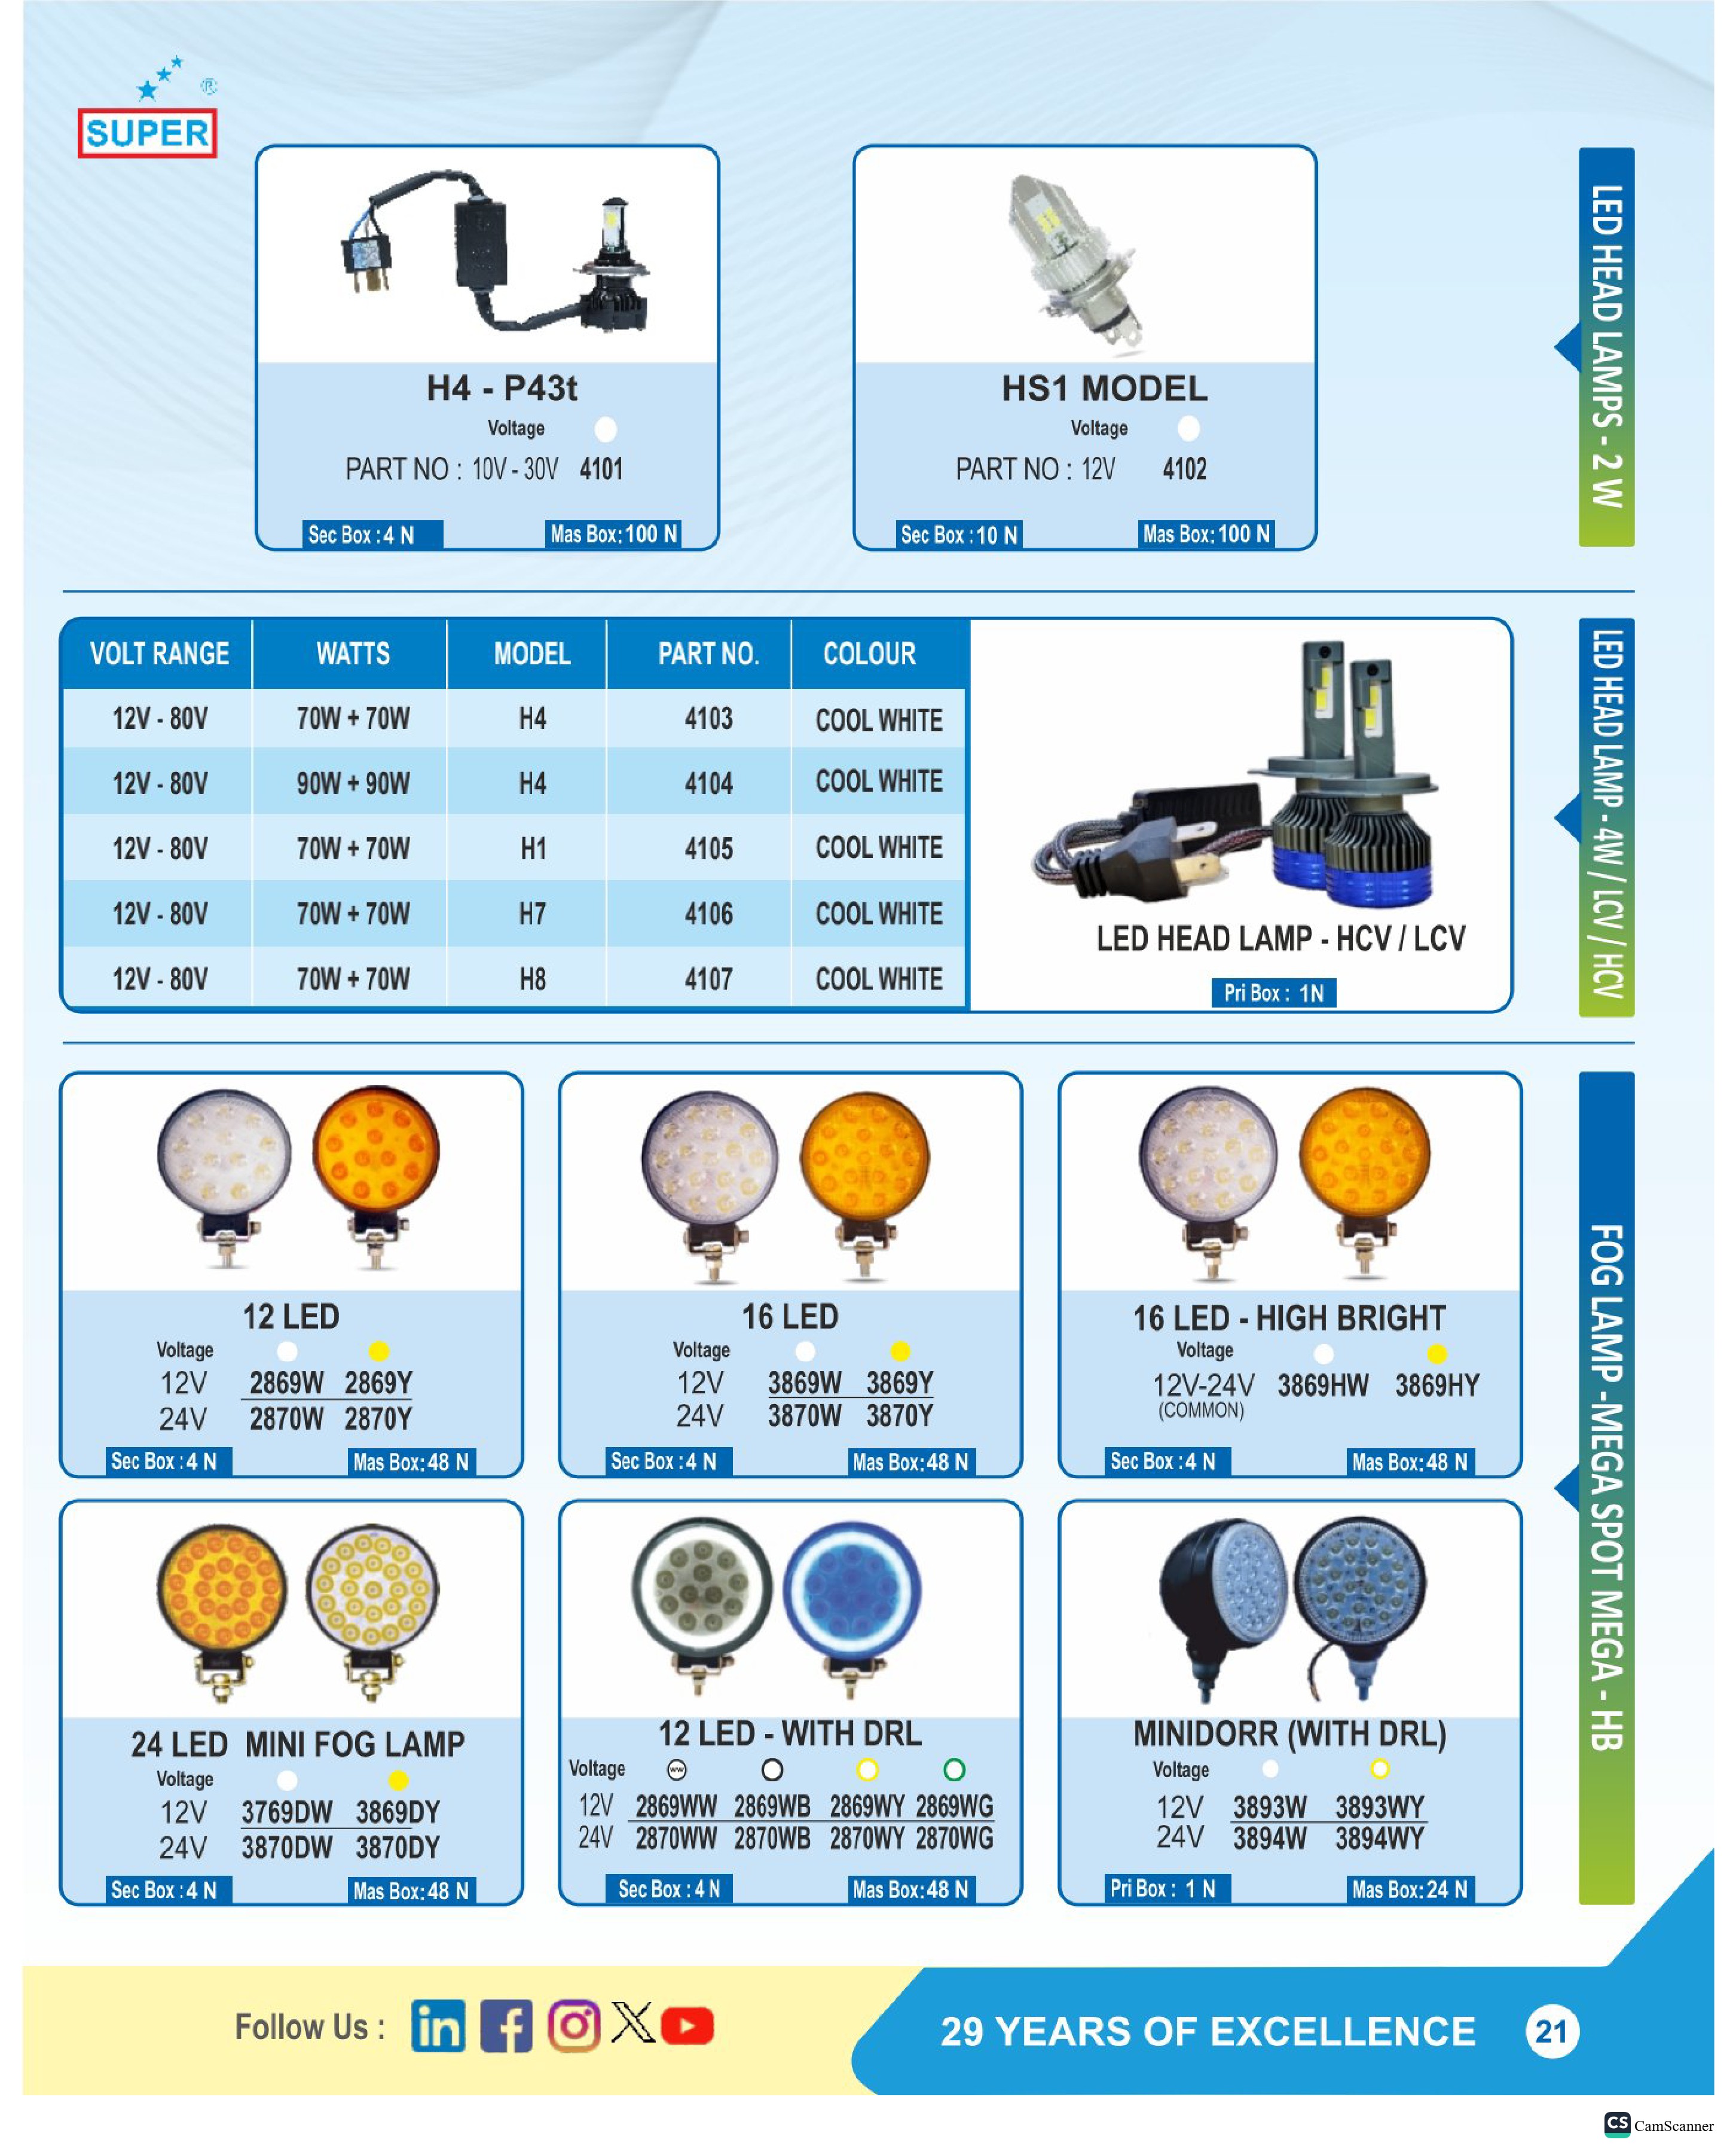 SUPER
®
H4 - P43t
Voltage
PART NO : 10V - 30V 4101
Sec Box : 4 N Mas Box: 100 N
HS1 MODEL
Voltage
PART NO : 12V 4102
Sec Box : 10 N Mas Box: 100 N
LED HEAD LAMPS - 2 W
VOLT RANGE WATTS MODEL PART NO. COLOUR
12V - 80V 70W + 70W H4 4103 COOL WHITE
12V - 80V 90W + 90W H4 4104 COOL WHITE
12V - 80V 70W + 70W H1 4105 COOL WHITE
12V - 80V 70W + 70W H7 4106 COOL WHITE
12V - 80V 70W + 70W H8 4107 COOL WHITE
LED HEAD LAMP - HCV / LCV
Pri Box : 1N
LED HEAD LAMP - 4W / LCV / HCV
12 LED
Voltage
12V 2869W 2869Y
24V 2870W 2870Y
Sec Box : 4 N Mas Box: 48 N
16 LED
Voltage
12V 3869W 3869Y
24V 3870W 3870Y
Sec Box : 4 N Mas Box: 48 N
16 LED - HIGH BRIGHT
Voltage
12V-24V 3869HW 3869HY
(COMMON)
Sec Box : 4 N Mas Box: 48 N
24 LED MINI FOG LAMP
Voltage
12V 3769DW 3869DY
24V 3870DW 3870DY
Sec Box : 4 N Mas Box: 48 N
12 LED - WITH DRL
Voltage WW
12V 2869WW 2869WB 2869WY 2869WG
24V 2870WW 2870WB 2870WY 2870WG
Sec Box : 4 N Mas Box: 48 N
MINIDORR (WITH DRL)
Voltage
12V 3893W 3893WY
24V 3894W 3894WY
Pri Box : 1 N Mas Box: 24 N
FOG LAMP -MEGA SPOT MEGA - HB
Follow Us :
29 YEARS OF EXCELLENCE 21
CS CamScanner